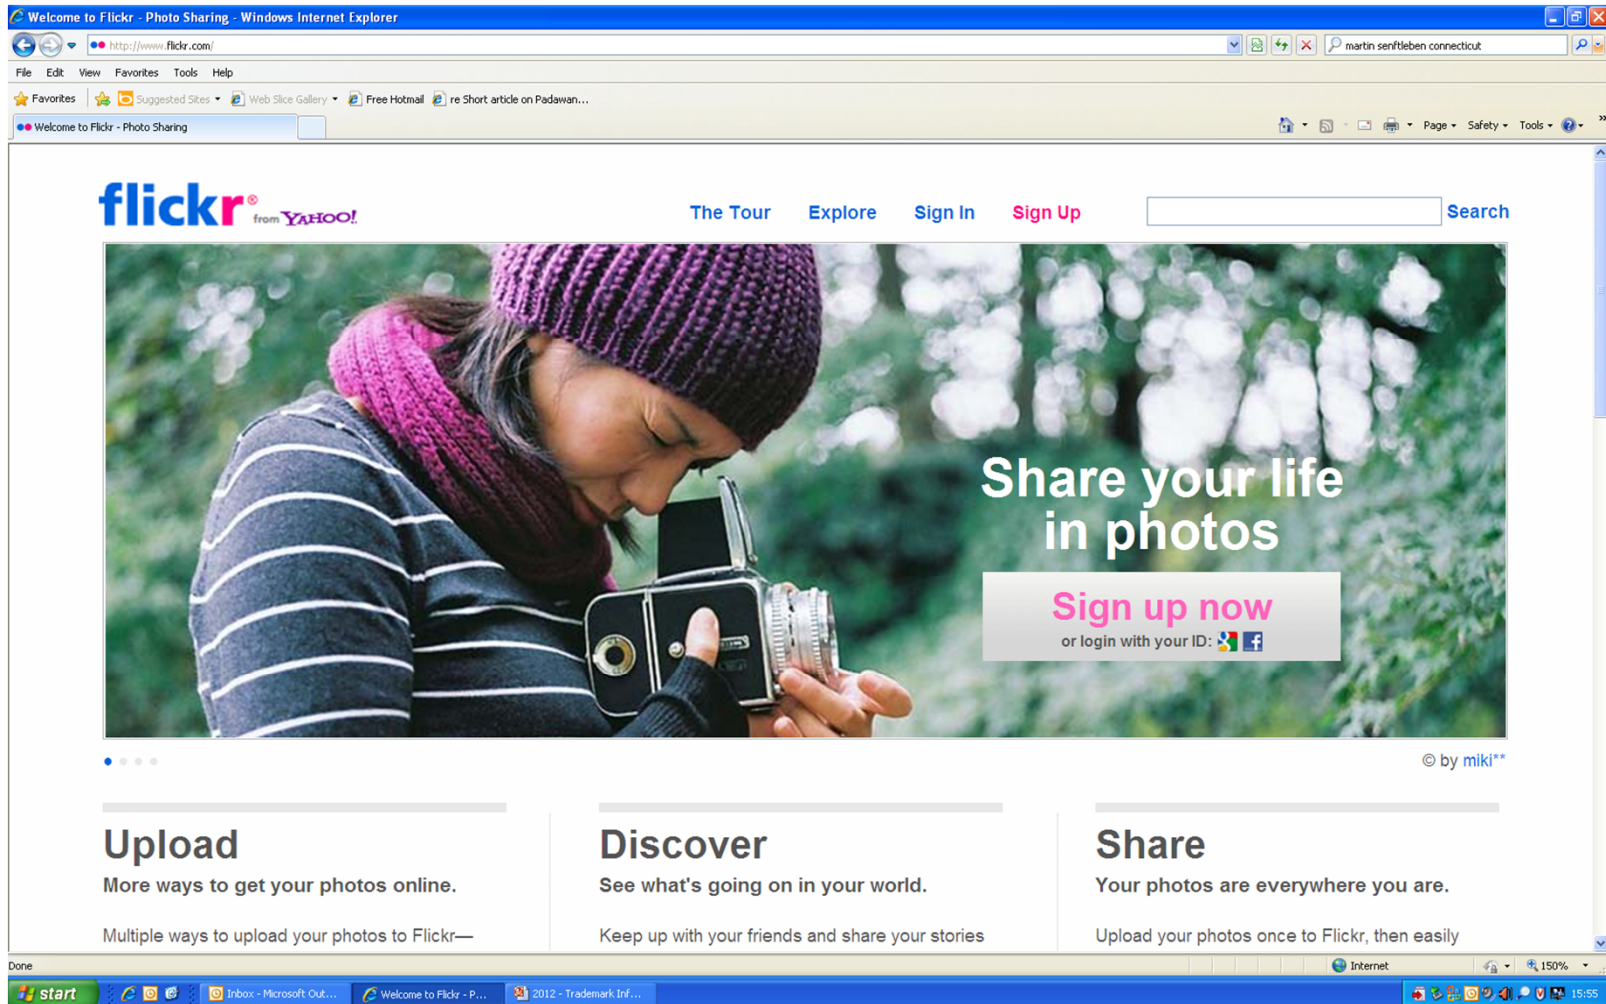 Welcome to Flickr - Photo Sharing - Windows Internet Explorer
http://www.flickr.com/
martin senftleben connecticut
File Edit View Favorites Tools Help
Favorites Suggested Sites Web Slice Gallery Free Hotmail re Short article on Padawan...
Welcome to Flickr - Photo Sharing
Page Safety Tools
flickr® from YAHOO!
The Tour Explore Sign In Sign Up Search
Share your life
in photos
Sign up now
or login with your ID:
© by miki**
Upload
More ways to get your photos online.
Multiple ways to upload your photos to Flickr—
Discover
See what's going on in your world.
Keep up with your friends and share your stories
Share
Your photos are everywhere you are.
Upload your photos once to Flickr, then easily
Done
Internet
150%
start
Inbox - Microsoft Out...
Welcome to Flickr - P...
2012 - Trademark Inf...
15:55